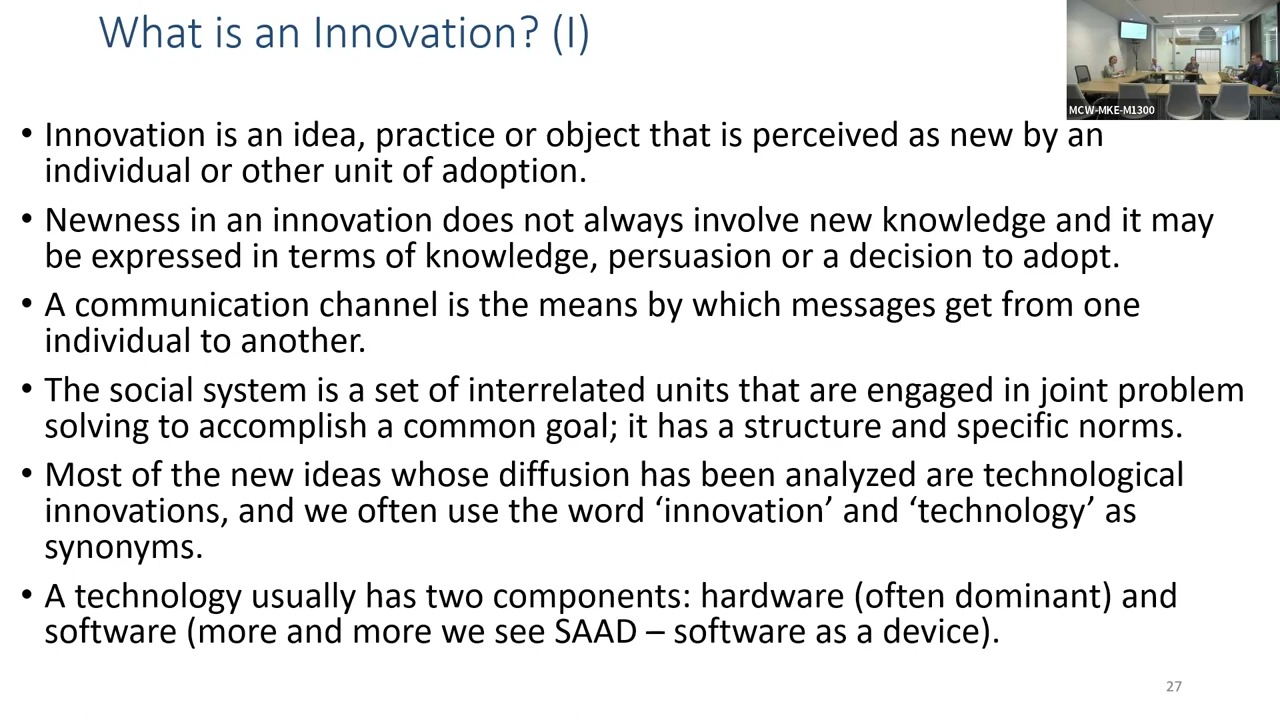 What is an Innovation? (I)
MCW-MKE-M1300
• Innovation is an idea, practice or object that is perceived as new by an
individual or other unit of adoption.
• Newness in an innovation does not always involve new knowledge and it may
be expressed in terms of knowledge, persuasion or a decision to adopt.
• A communication channel is the means by which messages get from one
individual to another.
• The social system is a set of interrelated units that are engaged in joint problem
solving to accomplish a common goal; it has a structure and specific norms.
• Most of the new ideas whose diffusion has been analyzed are technological
innovations, and we often use the word ‘innovation’ and ‘technology’ as
synonyms.
• A technology usually has two components: hardware (often dominant) and
software (more and more we see SAAD – software as a device).
27